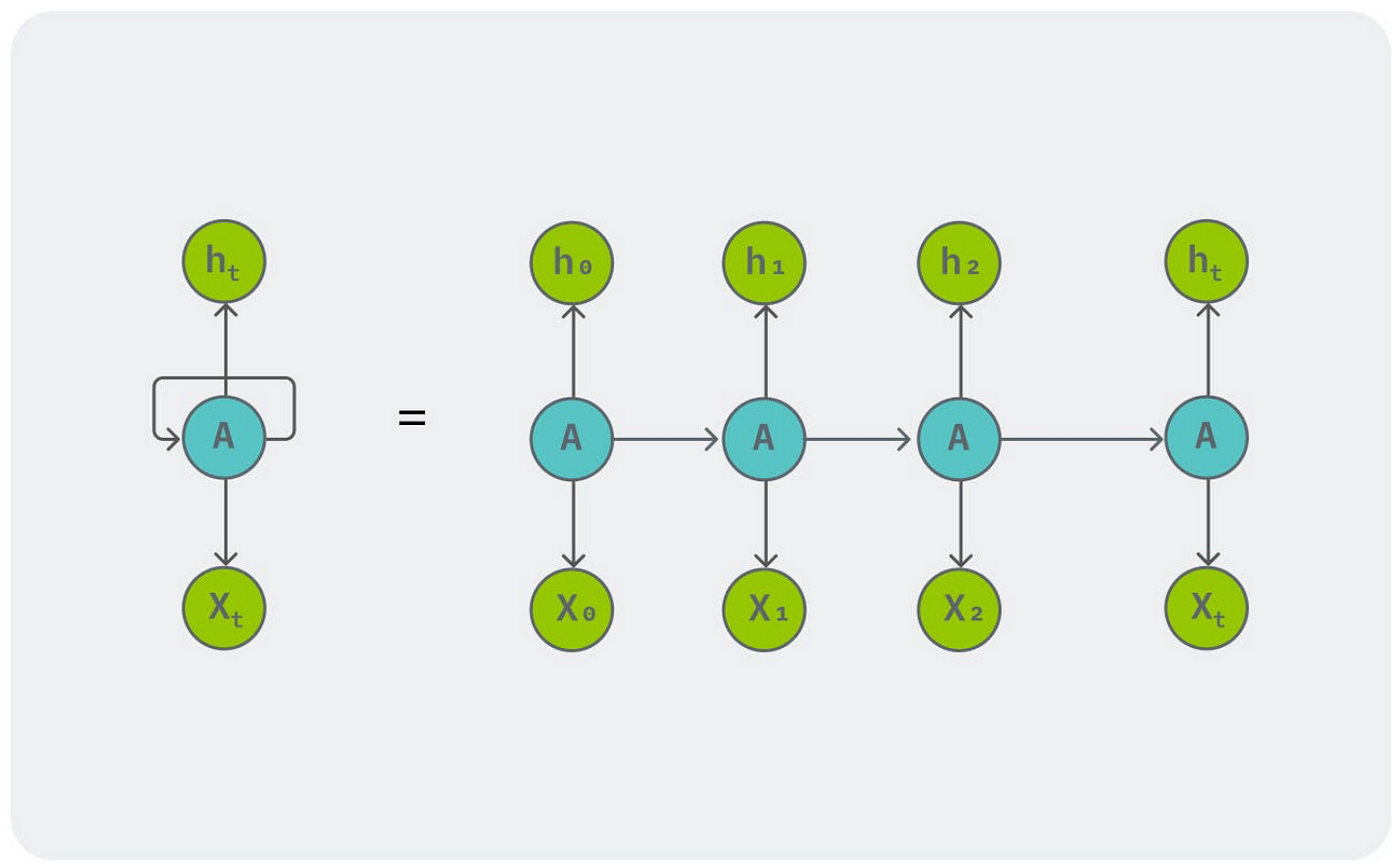 hₜ h₀ h₁ h₂ hₜ
A = A A A A
Xₜ X₀ X₁ X₂ Xₜ